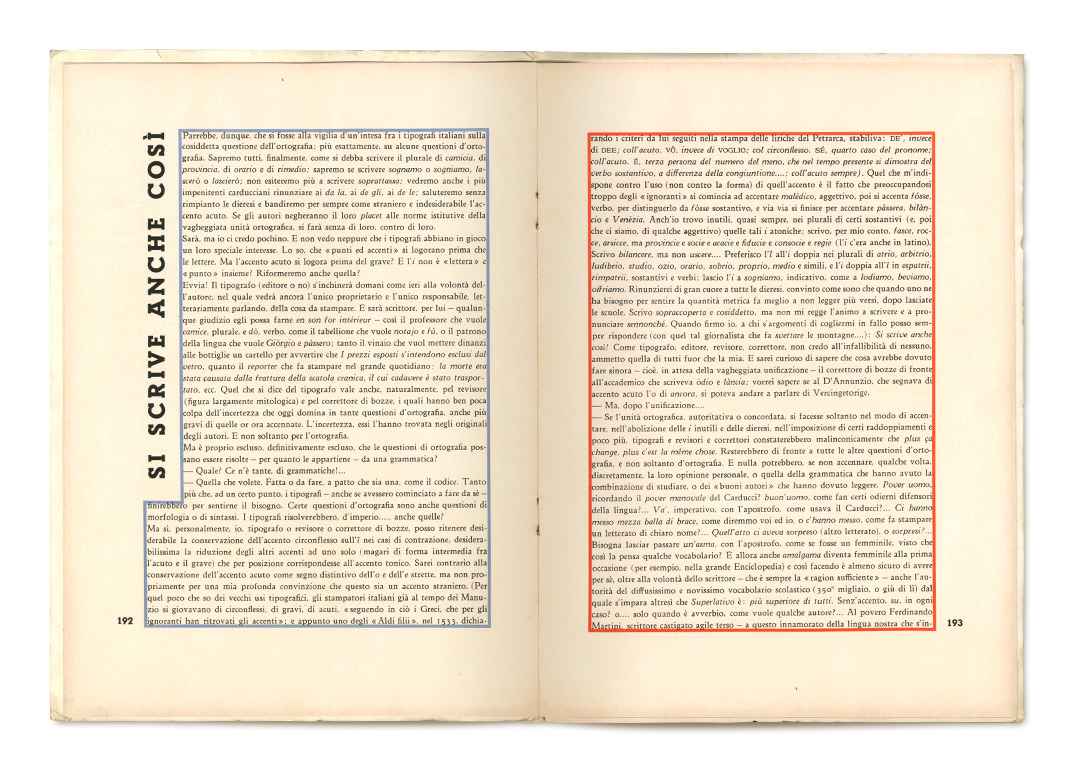 SI SCRIVE ANCHE COSÌ
Parrebbe, dunque, che si fosse alla vigilia d'un'intesa fra i tipografi italiani sulla
cosiddetta questione dell'ortografia: più esattamente, su alcune questioni d'orto-
grafia. Sapremo tutti, finalmente, come si debba scrivere il plurale di camicia, di
provincia, di orario e di rimedio; sapremo se scrivere sognamo o sogniamo, la-
scerò o lascierò; non esiteremo più a scrivere soprattassa; vedremo anche i più
impenitenti carducciani rinunziare ai da la, ai de gli, ai de le; saluteremo senza
rimpianto le dieresi e bandiremo per sempre come straniero e indesiderabile l'ac-
cento acuto. Se gli autori negheranno il loro placet alle norme istitutive della
vagheggiata unità ortografica, si farà senza di loro, contro di loro.
Sarà, ma io ci credo pochino. E non vedo neppure che i tipografi abbiano in gioco
un loro speciale interesse. Lo so, che « punti ed accenti » si logorano prima che
le lettere. Ma l'accento acuto si logora prima del grave? E l'i non è « lettera » e
« punto » insieme? Riformeremo anche quella?
Evvia! Il tipografo (editore o no) s'inchinerà domani come ieri alla volontà del-
l'autore, nel quale vedrà ancora l'unico proprietario e l'unico responsabile, let-
terariamente parlando, della cosa da stampare. E sarà scrittore, per lui – qualun-
que giudizio egli possa farne en son for intérieur – così il professore che vuole
camice, plurale, e dò, verbo, come il tabellione che vuole notajo e fù, o il patrono
della lingua che vuole Giòrgio e pàssero; tanto il vinaio che vuol mettere dinanzi
alle bottiglie un cartello per avvertire che I prezzi esposti s'intendono esclusi dal
vetro, quanto il reporter che fa stampare nel grande quotidiano: la morte era
stata causata dalla frattura della scatola cranica, il cui cadavere è stato traspor-
tato, ecc. Quel che si dice del tipografo vale anche, naturalmente, pel revisore
(figura largamente mitologica) e pel correttore di bozze, i quali hanno ben poca
colpa dell'incertezza che oggi domina in tante questioni d'ortografia, anche più
gravi di quelle or ora accennate. L'incertezza, essi l'hanno trovata negli originali
degli autori. E non soltanto per l'ortografia.
Ma è proprio escluso, definitivamente escluso, che le questioni di ortografia pos-
sano essere risolte – per quanto le appartiene – da una grammatica?
— Quale? Ce n'è tante, di grammatiche!...
— Quella che volete. Fatta o da fare, a patto che sia una, come il codice. Tanto
più che, ad un certo punto, i tipografi – anche se avessero cominciato a fare da sè –
finirebbero per sentirne il bisogno. Certe questioni d'ortografia sono anche questioni di
morfologia o di sintassi. I tipografi risolverebbero, d'imperio...., anche quelle?
Ma sì, personalmente, io, tipografo o revisore o correttore di bozze, posso ritenere desi-
derabile la conservazione dell'accento circonflesso sull'î nei casi di contrazione, desidera-
bilissima la riduzione degli altri accenti ad uno solo (magari di forma intermedia fra
l'acuto e il grave) che per posizione corrispondesse all'accento tonico. Sarei contrario alla
conservazione dell'accento acuto come segno distintivo dell'o e dell'e strette, ma non pro-
priamente per una mia profonda convinzione che questo sia un accento straniero. (Per
quel poco che so dei vecchi usi tipografici, gli stampatori italiani già al tempo dei Manu-
zio si giovavano di circonflessi, di gravi, di acuti, « seguendo in ciò i Greci, che per gli
ignoranti han ritrovati gli accenti »; e appunto uno degli « Aldi filii », nel 1533, dichia-
192
rando i criteri da lui seguiti nella stampa delle liriche del Petrarca, stabiliva: DE', invece
di DEE; coll'acuto. VÔ, invece di VOGLIO; col circonflesso. SÉ, quarto caso del pronome;
coll'acuto. É, terza persona del numero del meno, che nel tempo presente si dimostra del
verbo sostantivo, a differenza della congiuntione....; coll'acuto sempre). Quel che m'indi-
spone contro l'uso (non contro la forma) di quell'accento è il fatto che preoccupandosi
troppo degli « ignoranti » si comincia ad accentare malèdico, aggettivo, poi si accenta fósse,
verbo, per distinguerlo da fòsse sostantivo, e via via si finisce per accentare pàssera, bilàn-
cio e Venèzia. Anch'io trovo inutili, quasi sempre, nei plurali di certi sostantivi (e, poi
che ci siamo, di qualche aggettivo) quelle tali i atoniche; scrivo, per mio conto, fasce, roc-
ce, arsicce, ma provincie e socie e acacie e fiducie e consocie e regie (l'i c'era anche in latino).
Scrivo bilancere, ma non uscere.... Preferisco l'î all'i doppia nei plurali di atrio, arbitrio,
ludibrio, studio, ozio, orario, sobrio, proprio, medio e simili, e l'i doppia all'î in espatrii,
rimpatrii, sostantivi e verbi; lascio l'i a sogniamo, indicativo, come a lodiamo, beviamo,
offriamo. Rinunzierei di gran cuore a tutte le dieresi, convinto come sono che quando uno ne
ha bisogno per sentire la quantità metrica fa meglio a non legger più versi, dopo lasciate
le scuole. Scrivo sopraccoperta e cosiddetto, ma non mi regge l'animo a scrivere e a pro-
nunciare sennonché. Quando firmo io, a chi s'argomenti di cogliermi in fallo posso sem-
pre rispondere (con quel tal giornalista che fa svettare le montagne....): Si scrive anche
così! Come tipografo, editore, revisore, correttore, non credo all'infallibilità di nessuno,
ammetto quella di tutti fuor che la mia. E sarei curioso di sapere che cosa avrebbe dovuto
fare sinora – cioè, in attesa della vagheggiata unificazione – il correttore di bozze di fronte
all'accademico che scriveva òdio e lància; vorrei sapere se al D'Annunzio, che segnava di
accento acuto l'o di ancora, si poteva andare a parlare di Vercingetorige.
— Ma, dopo l'unificazione....
— Se l'unità ortografica, autoritativa o concordata, si facesse soltanto nel modo di accen-
tare, nell'abolizione delle i inutili e delle dieresi, nell'imposizione di certi raddoppiamenti e
poco più, tipografi e revisori e correttori constaterebbero malinconicamente che plus ça
change, plus c'est la même chose. Resterebbero di fronte a tutte le altre questioni d'orto-
grafia, e non soltanto d'ortografia. E nulla potrebbero, se non accennare, qualche volta,
discretamente, la loro opinione personale, o quella della grammatica che hanno avuto la
combinazione di studiare, o dei « buoni autori » che hanno dovuto leggere. Pover uomo,
ricordando il pover manovale del Carducci? buon'uomo, come fan certi odierni difensori
della lingua?... Va', imperativo, con l'apostrofo, come usava il Carducci?... Ci hanno
messo mezza balla di brace, come diremmo voi ed io, o c'hanno messo, come fa stampare
un letterato di chiaro nome?... Quell'atto ci aveva sorpreso (altro letterato), o sorpresi?...
Bisogna lasciar passare un'asma, con l'apostrofo, come se fosse un femminile, visto che
così la pensa qualche vocabolario? E allora anche amalgama diventa femminile alla prima
occasione (per esempio, nella grande Enciclopedia) e così facendo è almeno sicuro di avere
per sè, oltre alla volontà dello scrittore – che è sempre la « ragion sufficiente » – anche l'au-
torità del diffusissimo e novissimo vocabolario scolastico (350° migliaio, o giù di lì) dal
quale s'impara altresì che Superlativo è: più superiore di tutti. Senz'accento, su, in ogni
caso? o.... solo quando è avverbio, come vuole qualche autore?... Al povero Ferdinando
Martini, scrittore castigato agile terso – a questo innamorato della lingua nostra che s'in-
193